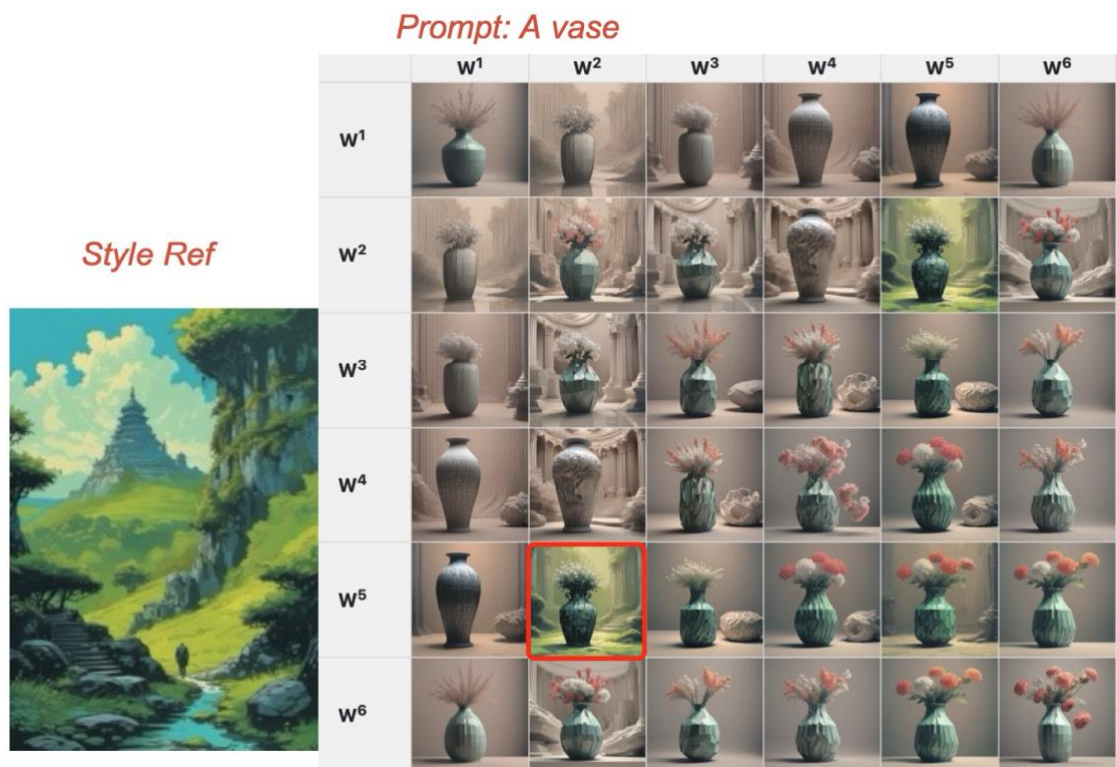 Prompt: A vase
W¹ W² W³ W⁴ W⁵ W⁶
W¹
W²
Style Ref
W³
W⁴
W⁵
W⁶